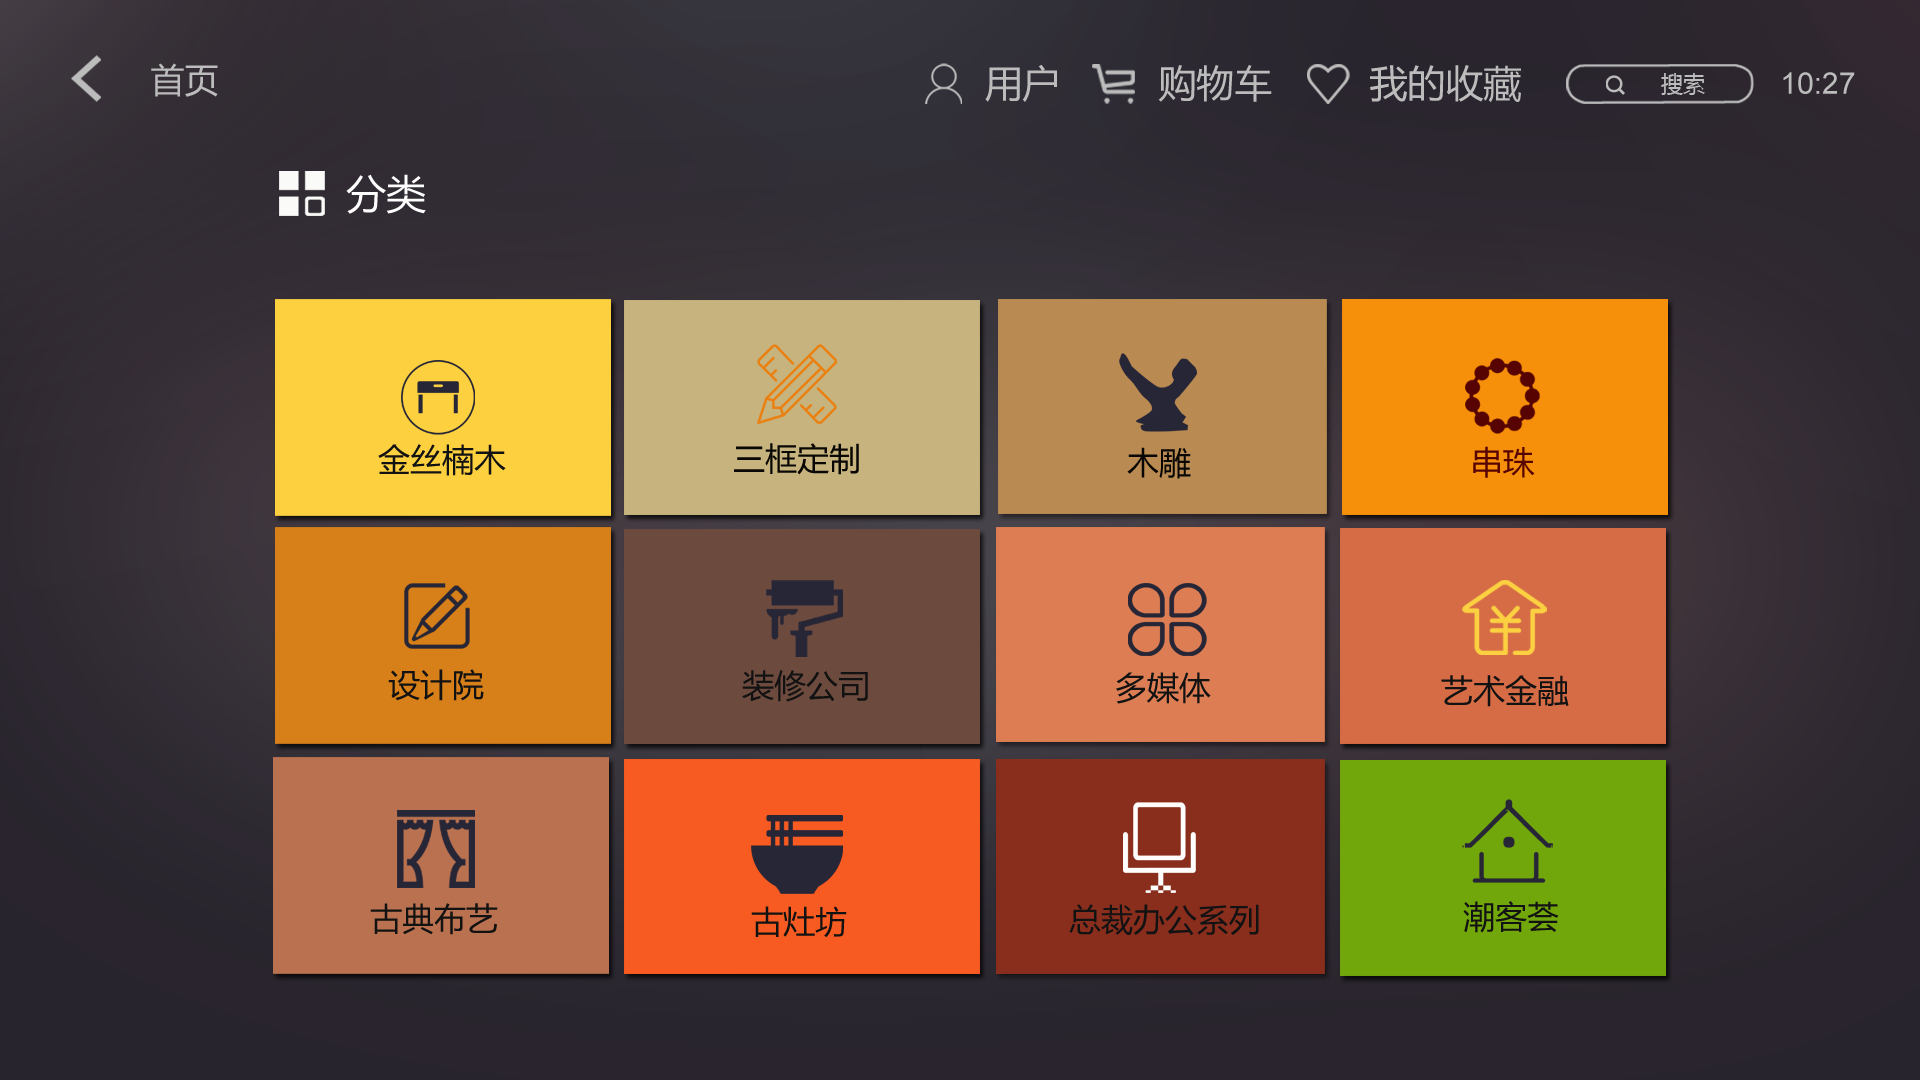 首页
用户
购物车
我的收藏
搜索
10:27
分类
金丝楠木
三框定制
木雕
串珠
设计院
装修公司
多媒体
艺术金融
古典布艺
古灶坊
总裁办公系列
潮客荟